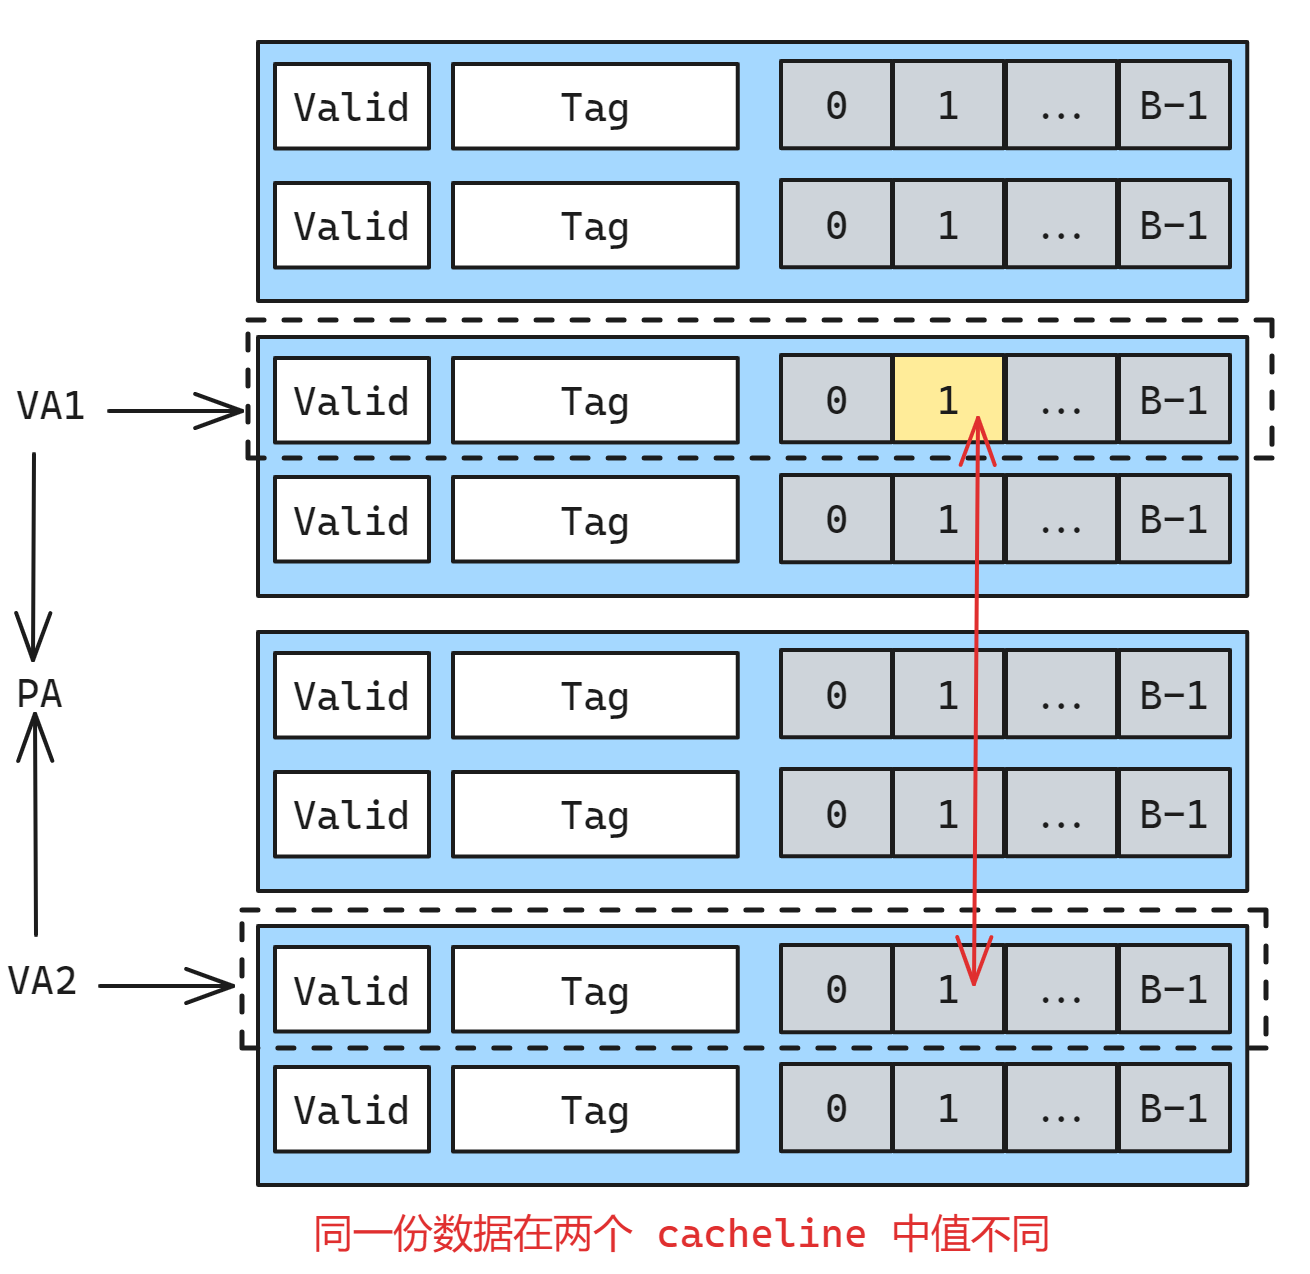 Valid Tag 0 1 ... B-1
Valid Tag 0 1 ... B-1
VA1 Valid Tag 0 1 ... B-1
Valid Tag 0 1 ... B-1
PA Valid Tag 0 1 ... B-1
Valid Tag 0 1 ... B-1
VA2 Valid Tag 0 1 ... B-1
Valid Tag 0 1 ... B-1
同一份数据在两个 cacheline 中值不同